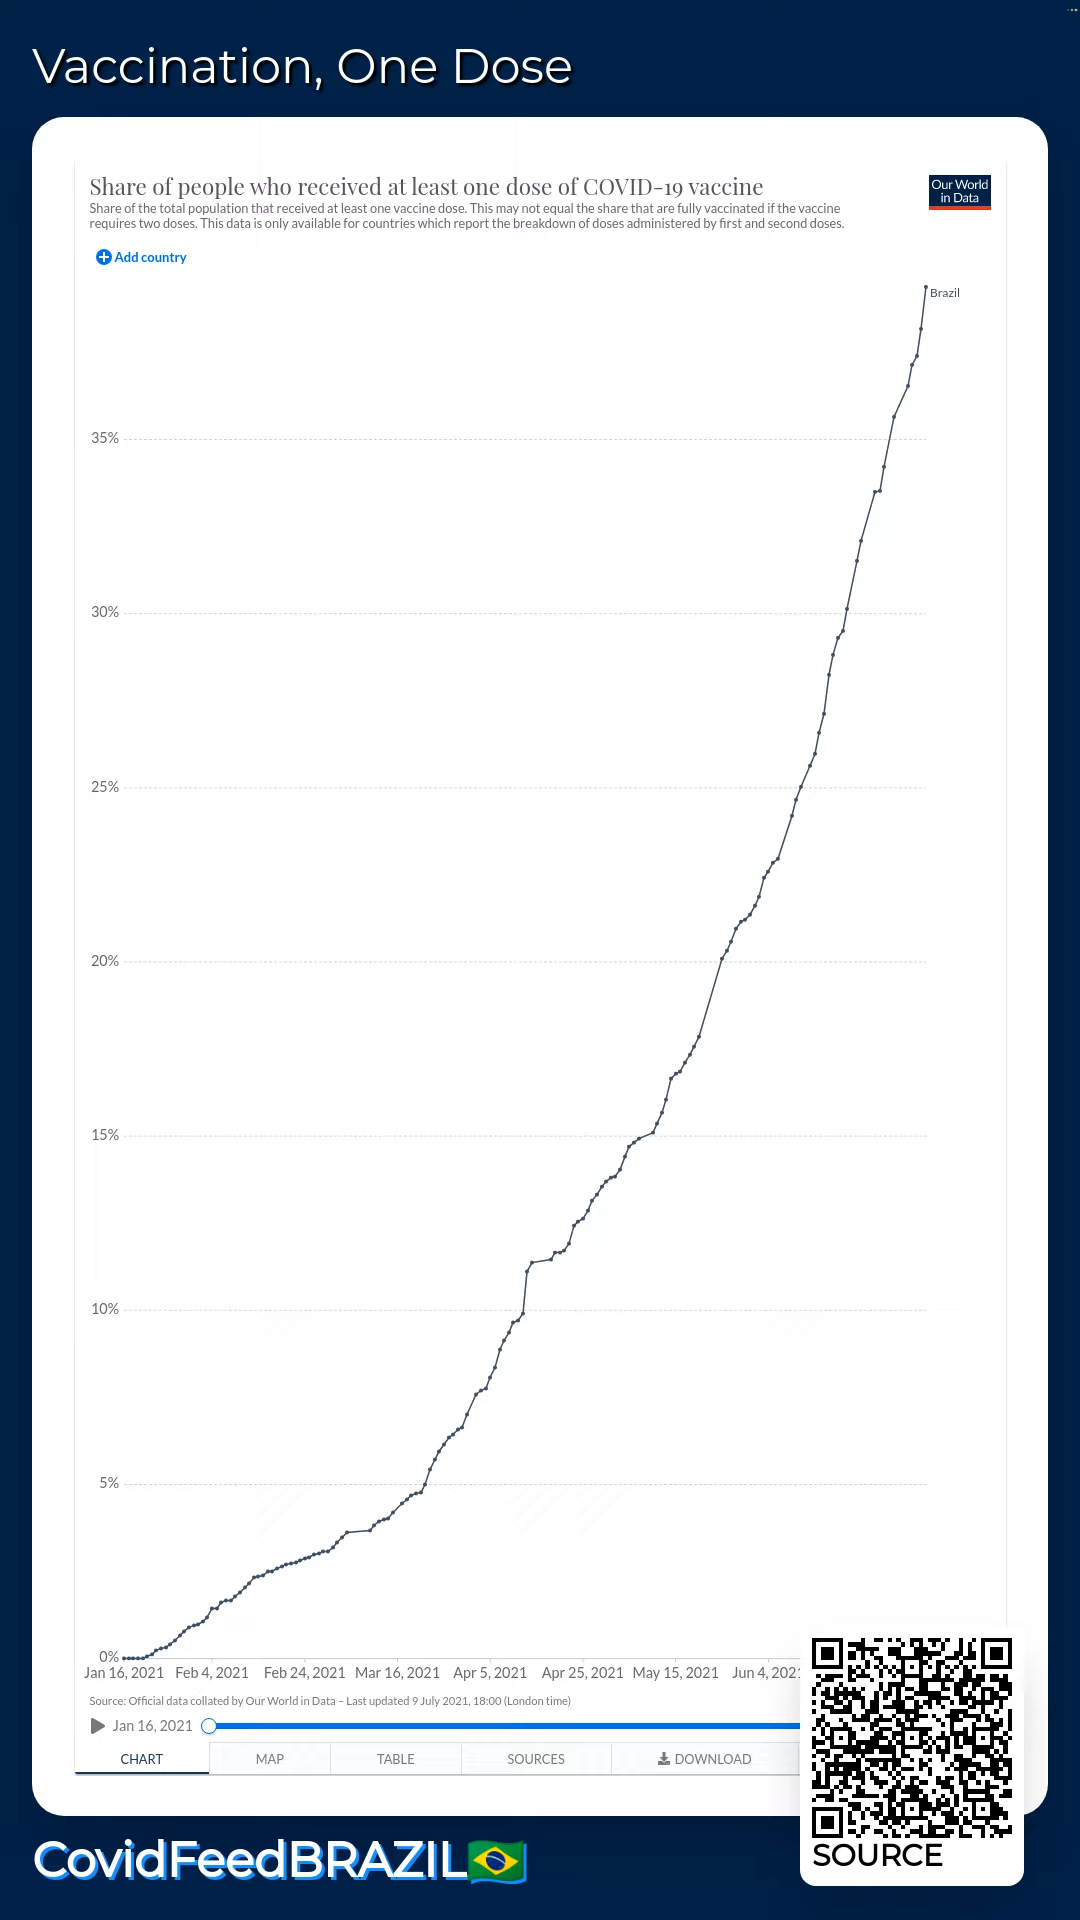 Vaccination, One Dose
Share of people who received at least one dose of COVID-19 vaccine
Our World
in Data
Share of the total population that received at least one vaccine dose. This may not equal the share that are fully vaccinated if the vaccine
requires two doses. This data is only available for countries which report the breakdown of doses administered by first and second doses.
Add country
Brazil
35%
30%
25%
20%
15%
10%
5%
0%
Jan 16, 2021 Feb 4, 2021 Feb 24, 2021 Mar 16, 2021 Apr 5, 2021 Apr 25, 2021 May 15, 2021 Jun 4, 2021
Source: Official data collated by Our World in Data – Last updated 9 July 2021, 18:00 (London time)
Jan 16, 2021
CHART MAP TABLE SOURCES DOWNLOAD
SOURCE
CovidFeedBRAZIL